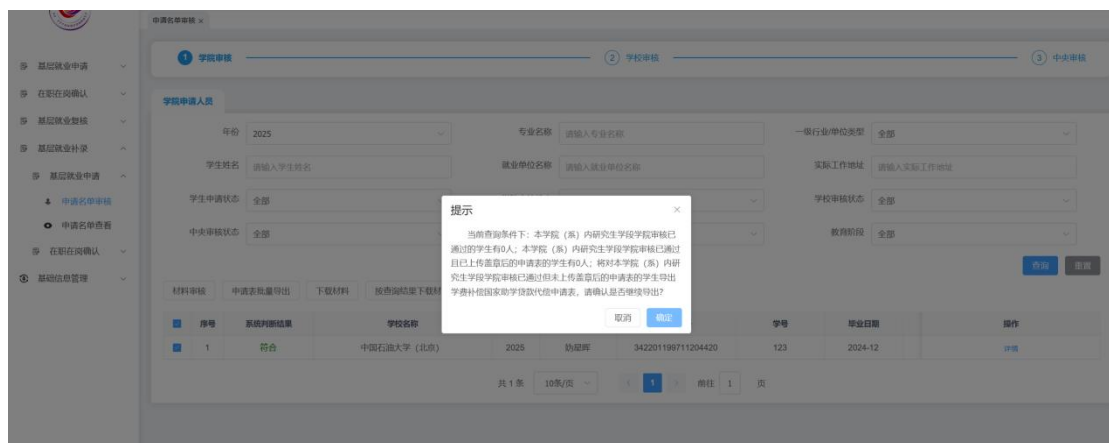 申请名单审核 ×
1 学院审核
2 学校审核
3 中央审核
基层就业申请
在职在岗确认
基层就业复核
基层就业补录
基层就业申请
申请名单审核
申请名单查看
在职在岗确认
基础信息管理
学院申请人员
年份 2025
专业名称 请输入专业名称
一级行业/单位类型 全部
学生姓名 请输入学生姓名
就业单位名称 请输入就业单位名称
实际工作地址 请输入实际工作地址
学生申请状态 全部
学校审核状态 全部
中央审核状态 全部
教育阶段 全部
查询 重置
材料审核 申请表批量导出 下载材料 按查询结果下载材
提示 ×
当前查询条件下：本学院（系）内研究生学段学院审核已
通过的学生有0人；本学院（系）内研究生学段学院审核已通过
且已上传盖章后的申请表的学生有0人；将对本学院（系）内研
究生学段学院审核已通过但未上传盖章后的申请表的学生导出
学费补偿国家助学贷款代偿申请表，请确认是否继续导出?
取消 确定
序号 系统判断结果 学校名称 学号 毕业日期 操作
1 符合 中国石油大学（北京） 2025 342201199711204420 123 2024-12 详情
共 1 条 10条/页 1 前往 1 页